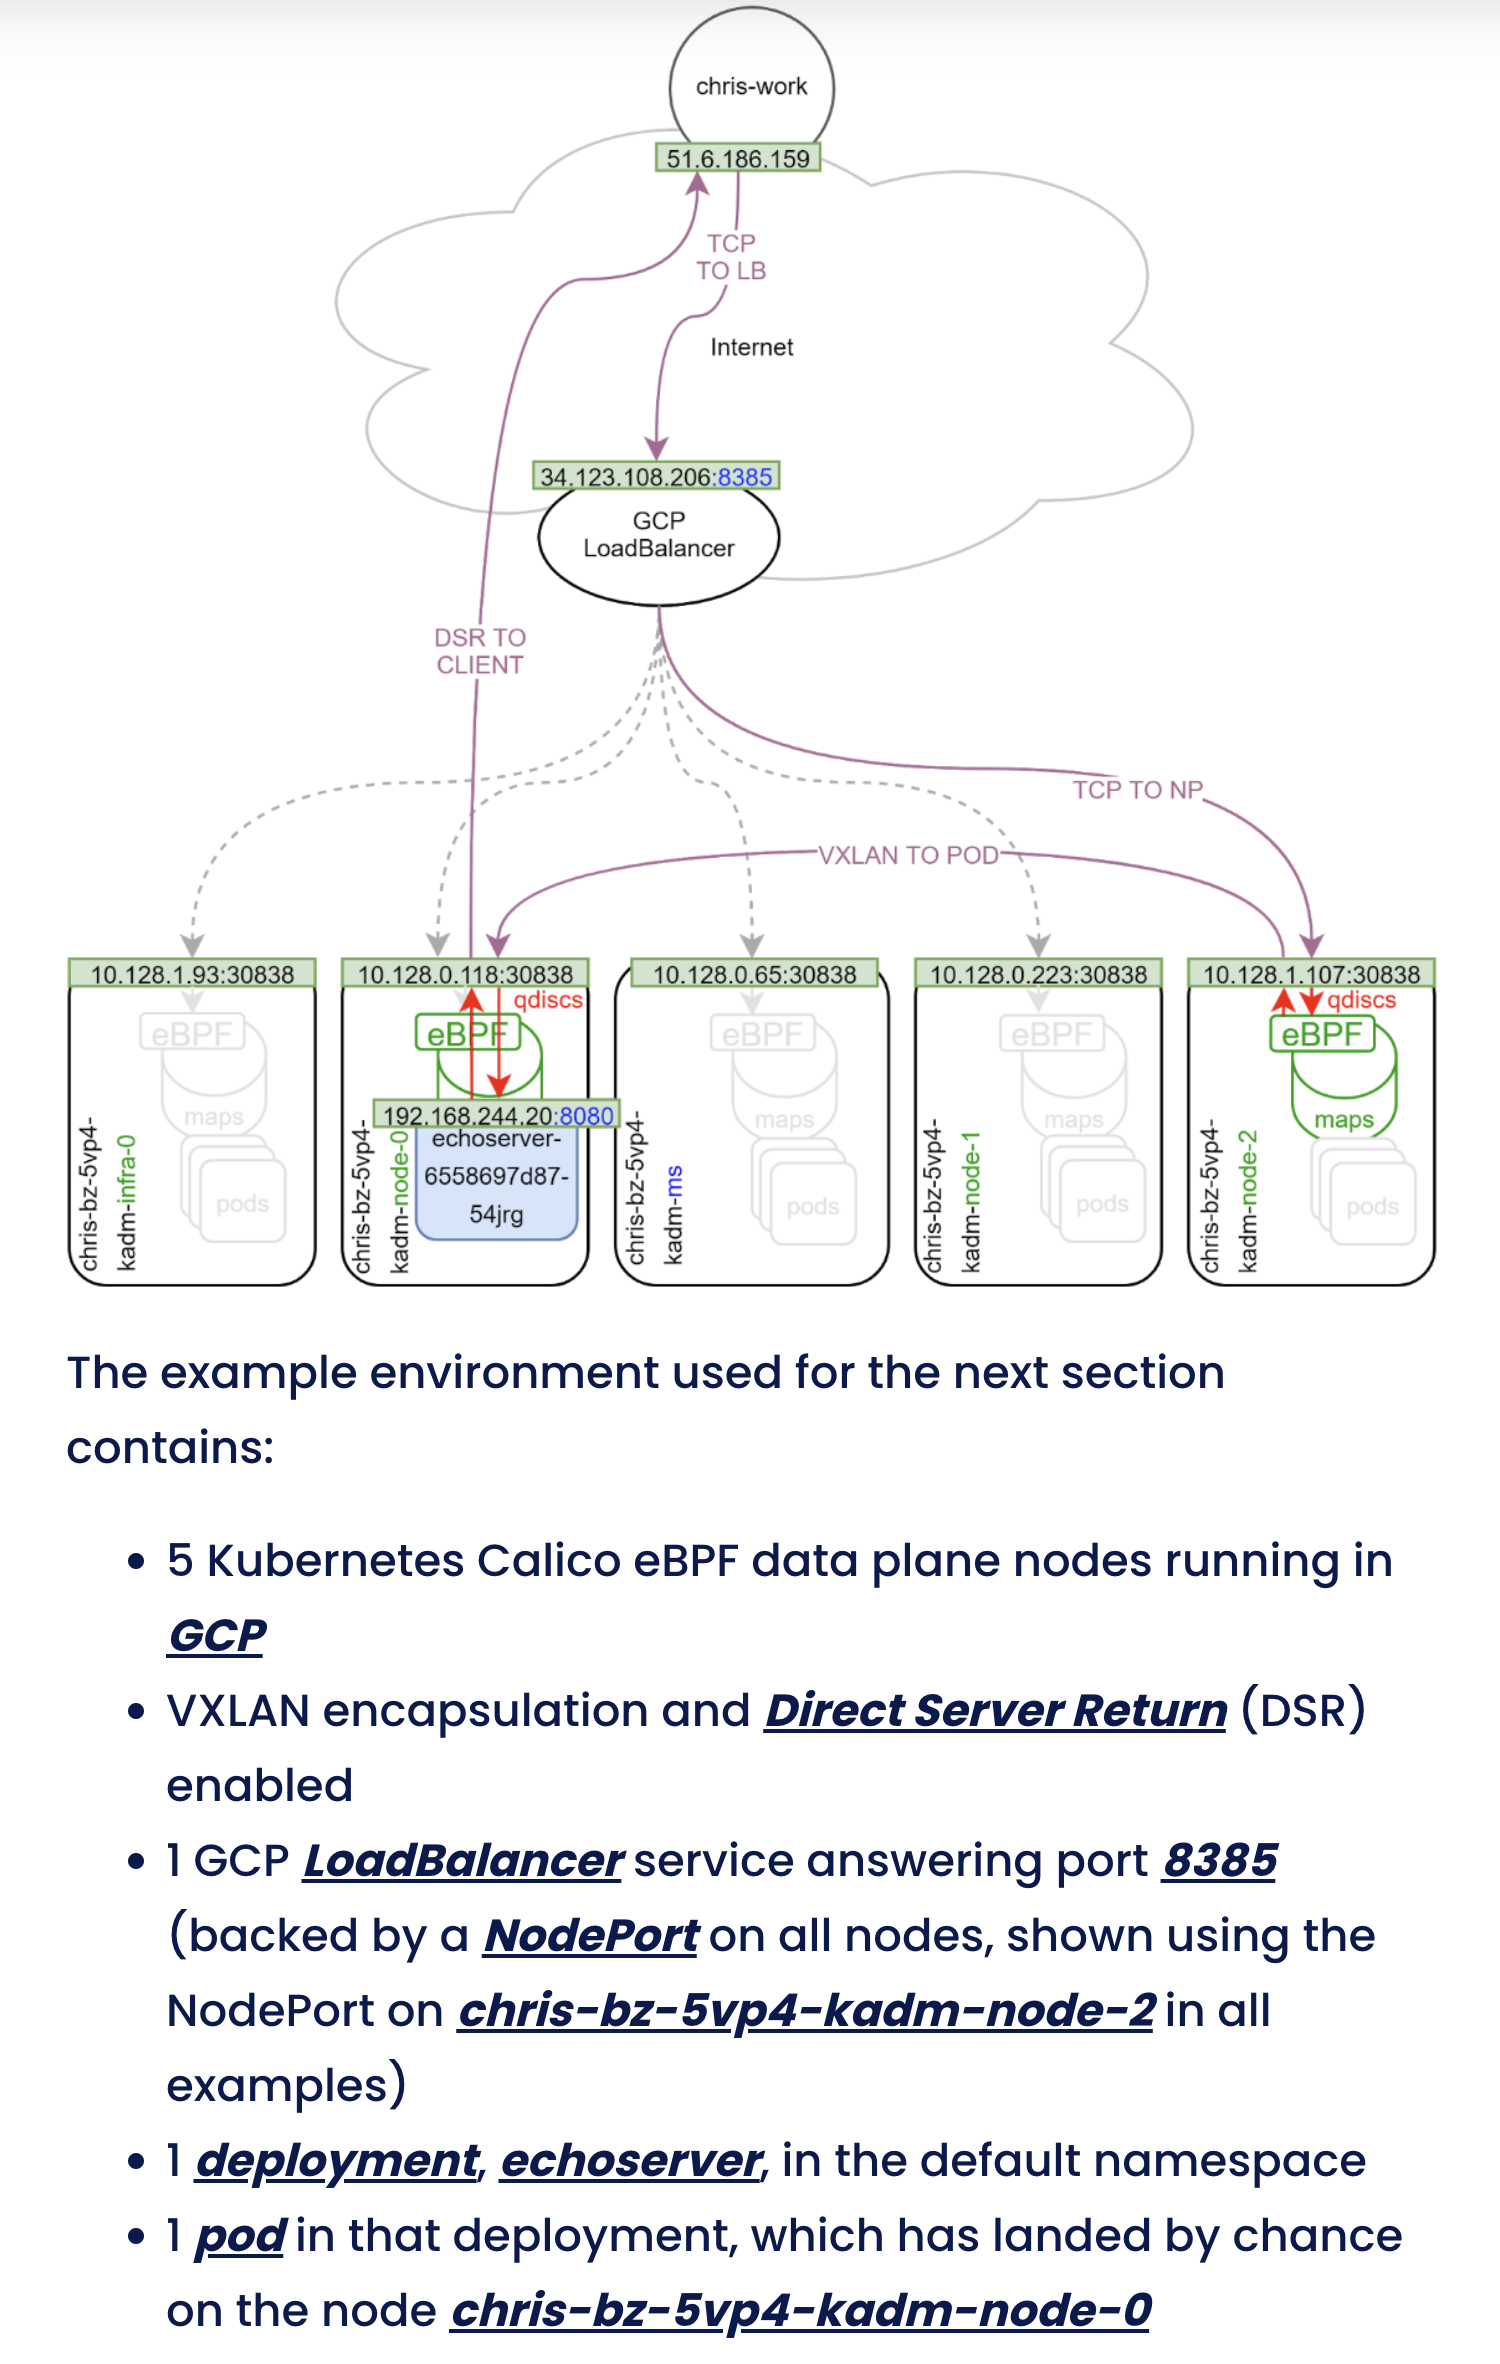 chris-work
51.6.186.159
TCP
TO LB
Internet
34.123.108.206:8385
GCP
LoadBalancer
DSR TO
CLIENT
TCP TO NP
VXLAN TO POD
10.128.1.93:30838
eBPF
maps
pods
chris-bz-5vp4-
kadm-infra-0
10.128.0.118:30838
qdiscs
eBPF
192.168.244.20:8080
echoserver-
6558697d87-
54jrg
chris-bz-5vp4-
kadm-node-0
10.128.0.65:30838
eBPF
maps
pods
chris-bz-5vp4-
kadm-ms
10.128.0.223:30838
eBPF
maps
pods
chris-bz-5vp4-
kadm-node-1
10.128.1.107:30838
qdiscs
eBPF
maps
pods
chris-bz-5vp4-
kadm-node-2
The example environment used for the next section
contains:
• 5 Kubernetes Calico eBPF data plane nodes running in
GCP
• VXLAN encapsulation and Direct Server Return (DSR)
enabled
• 1 GCP LoadBalancer service answering port 8385
(backed by a NodePort on all nodes, shown using the
NodePort on chris-bz-5vp4-kadm-node-2 in all
examples)
• 1 deployment, echoserver, in the default namespace
• 1 pod in that deployment, which has landed by chance
on the node chris-bz-5vp4-kadm-node-0